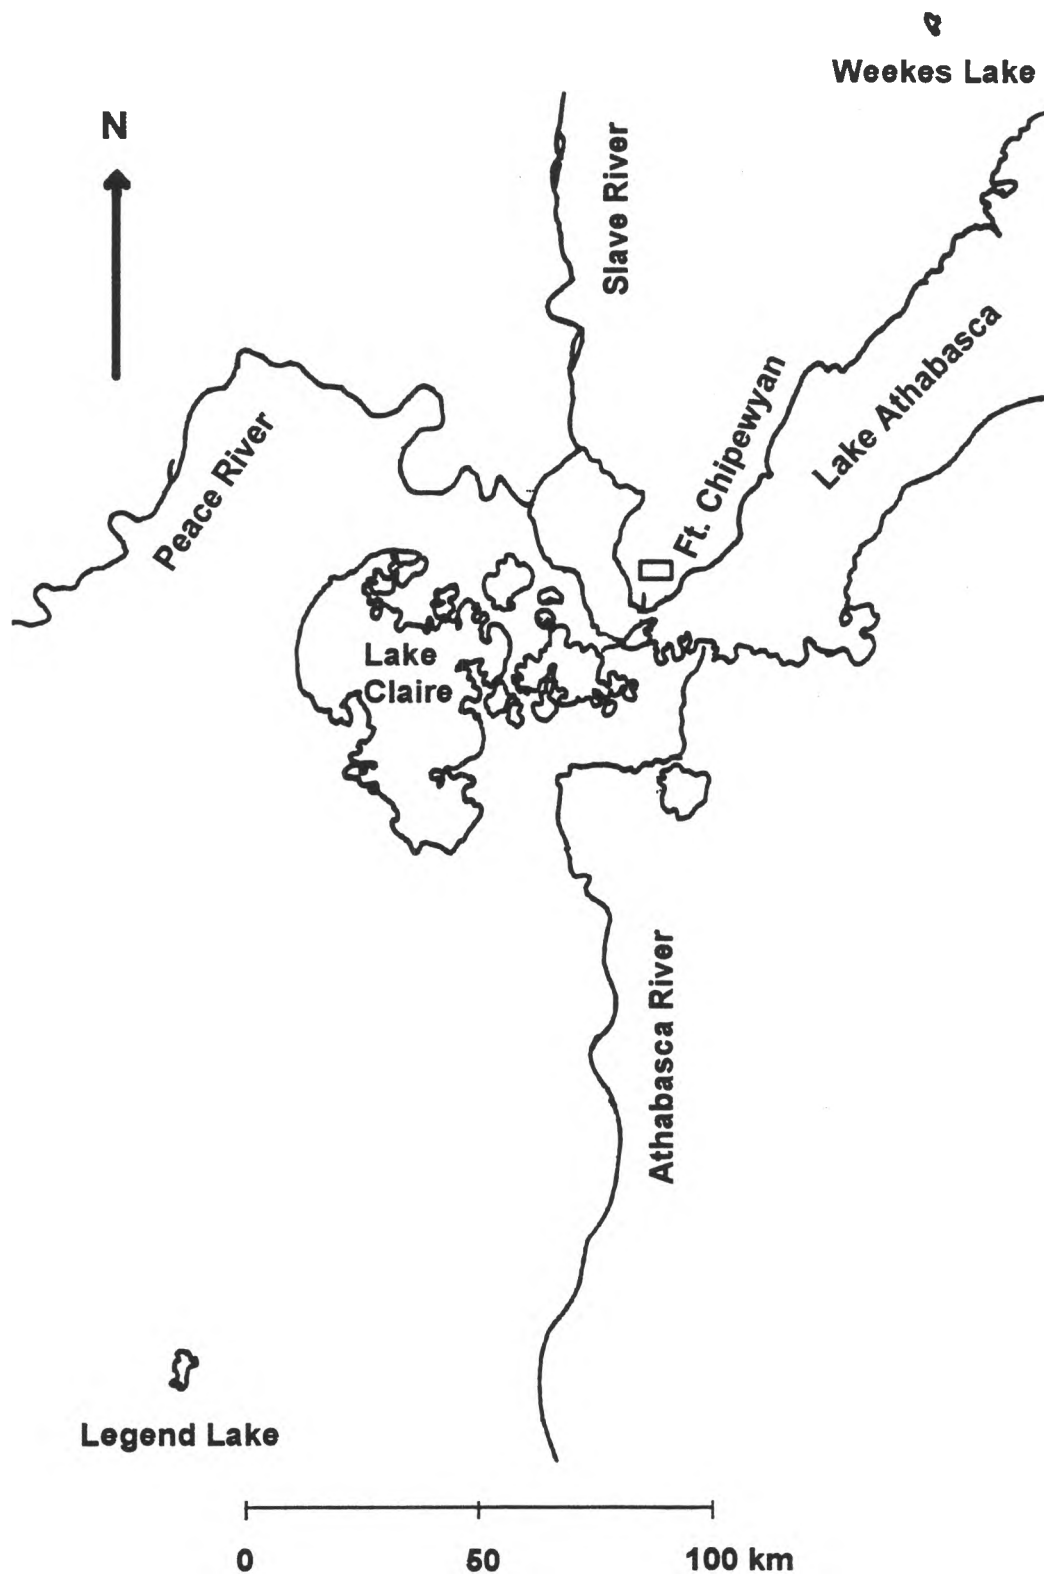 Weekes Lake
N
Slave River
Peace River
Ft. Chipewyan
Lake Athabasca
Lake
Claire
Athabasca River
Legend Lake
0 50 100 km